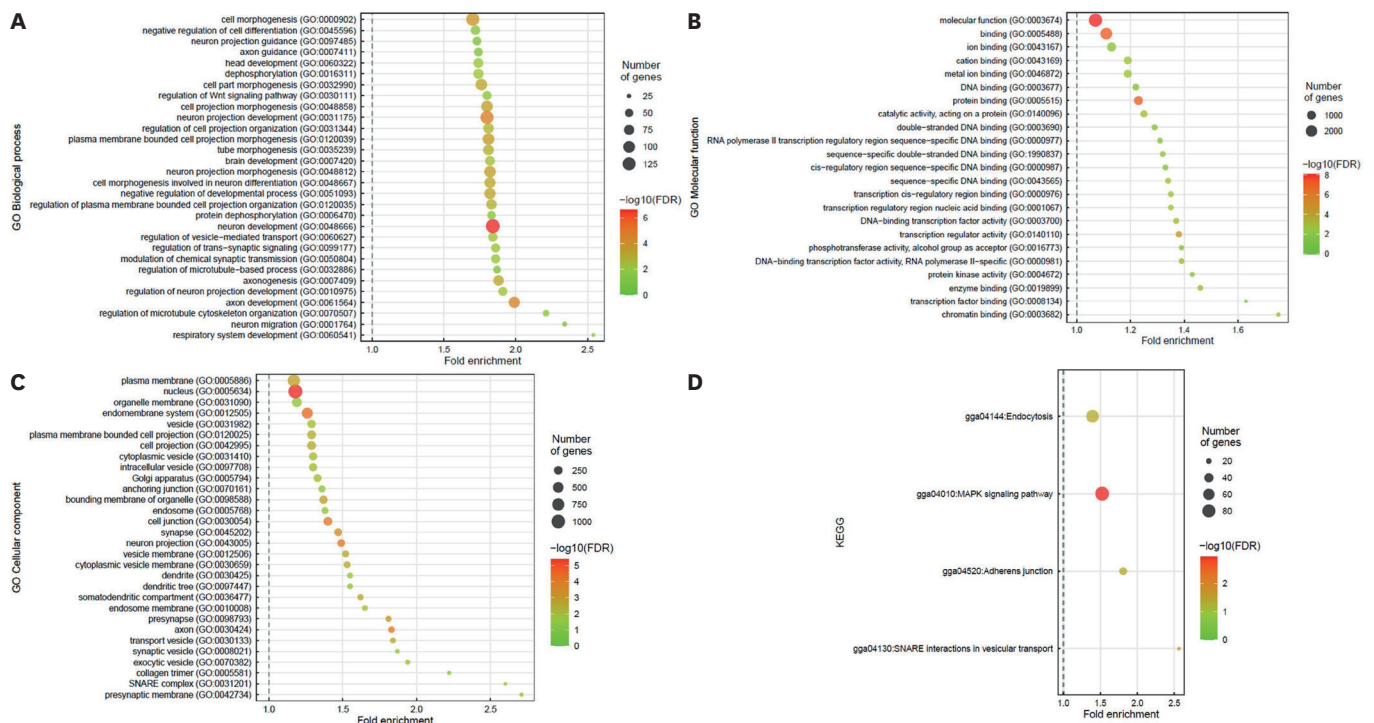 A
GO Biological process
cell morphogenesis (GO:0000902)
negative regulation of cell differentiation (GO:0045596)
neuron projection guidance (GO:0097485)
axon guidance (GO:0007411)
head development (GO:0060322)
dephosphorylation (GO:0016311)
cell part morphogenesis (GO:0032990)
regulation of Wnt signaling pathway (GO:0030111)
cell projection morphogenesis (GO:0048858)
neuron projection development (GO:0031175)
regulation of cell projection organization (GO:0031344)
plasma membrane bounded cell projection morphogenesis (GO:0120039)
tube morphogenesis (GO:0035239)
brain development (GO:0007420)
neuron projection morphogenesis (GO:0048812)
cell morphogenesis involved in neuron differentiation (GO:0048667)
negative regulation of developmental process (GO:0051093)
regulation of plasma membrane bounded cell projection organization (GO:0120035)
protein dephosphorylation (GO:0006470)
neuron development (GO:0048666)
regulation of vesicle−mediated transport (GO:0060627)
regulation of trans−synaptic signaling (GO:0099177)
modulation of chemical synaptic transmission (GO:0050804)
regulation of microtubule−based process (GO:0032886)
axonogenesis (GO:0007409)
regulation of neuron projection development (GO:0010975)
axon development (GO:0061564)
regulation of microtubule cytoskeleton organization (GO:0070507)
neuron migration (GO:0001764)
respiratory system development (GO:0060541)
1.0 1.5 2.0 2.5
Fold enrichment
Number
of genes
25
50
75
100
125
−log10(FDR)
6
4
2
0
B
GO Molecular function
molecular function (GO:0003674)
binding (GO:0005488)
ion binding (GO:0043167)
cation binding (GO:0043169)
metal ion binding (GO:0046872)
DNA binding (GO:0003677)
protein binding (GO:0005515)
catalytic activity, acting on a protein (GO:0140096)
double−stranded DNA binding (GO:0003690)
RNA polymerase II transcription regulatory region sequence−specific DNA binding (GO:0000977)
sequence−specific double−stranded DNA binding (GO:1990837)
cis−regulatory region sequence−specific DNA binding (GO:0000987)
sequence−specific DNA binding (GO:0043565)
transcription cis−regulatory region binding (GO:0000976)
transcription regulatory region nucleic acid binding (GO:0001067)
DNA−binding transcription factor activity (GO:0003700)
transcription regulator activity (GO:0140110)
phosphotransferase activity, alcohol group as acceptor (GO:0016773)
DNA−binding transcription factor activity, RNA polymerase II−specific (GO:0000981)
protein kinase activity (GO:0004672)
enzyme binding (GO:0019899)
transcription factor binding (GO:0008134)
chromatin binding (GO:0003682)
1.0 1.2 1.4 1.6
Fold enrichment
Number
of genes
1000
2000
−log10(FDR)
8
6
4
2
0
C
GO Cellular component
plasma membrane (GO:0005886)
nucleus (GO:0005634)
organelle membrane (GO:0031090)
endomembrane system (GO:0012505)
vesicle (GO:0031982)
plasma membrane bounded cell projection (GO:0120025)
cell projection (GO:0042995)
cytoplasmic vesicle (GO:0031410)
intracellular vesicle (GO:0097708)
Golgi apparatus (GO:0005794)
anchoring junction (GO:0070161)
bounding membrane of organelle (GO:0098588)
endosome (GO:0005768)
cell junction (GO:0030054)
synapse (GO:0045202)
neuron projection (GO:0043005)
vesicle membrane (GO:0012506)
cytoplasmic vesicle membrane (GO:0030659)
dendrite (GO:0030425)
dendritic tree (GO:0097447)
somatodendritic compartment (GO:0036477)
endosome membrane (GO:0010008)
presynapse (GO:0098793)
axon (GO:0030424)
transport vesicle (GO:0030133)
synaptic vesicle (GO:0008021)
exocytic vesicle (GO:0070382)
collagen trimer (GO:0005581)
SNARE complex (GO:0031201)
presynaptic membrane (GO:0042734)
1.0 1.5 2.0 2.5
Fold enrichment
Number
of genes
250
500
750
1000
−log10(FDR)
5
4
3
2
1
0
D
KEGG
gga04144:Endocytosis
gga04010:MAPK signaling pathway
gga04520:Adherens junction
gga04130:SNARE interactions in vesicular transport
1.0 1.5 2.0 2.5
Fold enrichment
Number
of genes
20
40
60
80
−log10(FDR)
2
1
0